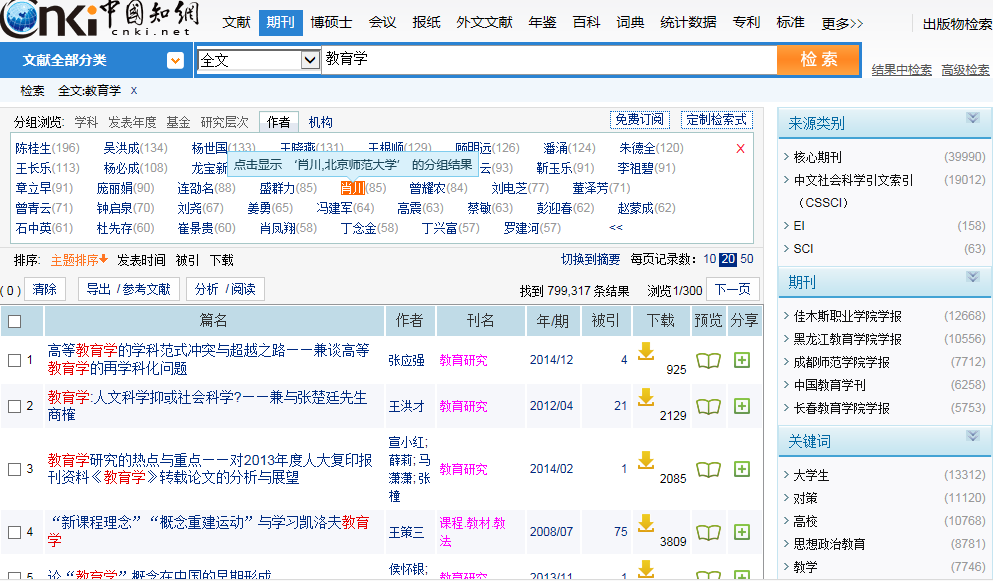 Cnki中国知网
cnki.net
文献 期刊 博硕士 会议 报纸 外文文献 年鉴 百科 词典 统计数据 专利 标准 更多>> 出版物检索
文献全部分类 全文 教育学 检索 结果中检索 高级检索
检索 全文:教育学 x
分组浏览: 学科 发表年度 基金 研究层次 作者 机构 免费订阅 定制检索式
陈桂生(196) 吴洪成(134) 杨世国(133) 王晓燕(131) 王根顺(129) 顾明远(126) 潘涌(124) 朱德全(120) X
点击显示 ‘肖川,北京师范大学’ 的分组结果
王长乐(113) 杨必成(108) 龙宝新 云(93) 靳玉乐(91) 李祖碧(91)
章立早(91) 庞丽娟(90) 连劭名(88) 盛群力(85) 肖川(85) 曾耀农(84) 刘电芝(77) 董泽芳(71)
曾青云(71) 钟启泉(70) 刘尧(67) 姜勇(65) 冯建军(64) 高震(63) 蔡敏(63) 彭迎春(62) 赵蒙成(62)
石中英(61) 杜先存(60) 崔景贵(60) 肖凤翔(58) 丁念金(58) 丁兴富(57) 罗建河(57) <<
排序: 主题排序 发表时间 被引 下载 切换到摘要 每页记录数: 10 20 50
(0) 清除 导出 /参考文献 分析 /阅读 找到 799,317 条结果 浏览1/300 下一页
篇名 作者 刊名 年/期 被引 下载 预览 分享
1 高等教育学的学科范式冲突与超越之路——兼谈高等
教育学的再学科化问题 张应强 教育研究 2014/12 4 925
2 教育学:人文科学抑或社会科学?——兼与张楚廷先生
商榷 王洪才 教育研究 2012/04 21 2129
3 教育学研究的热点与重点——对2013年度人大复印报
刊资料《教育学》转载论文的分析与展望 宣小红;
薛莉;马
潇潇;张
橦 教育研究 2014/02 1 2085
4 “新课程理念”“概念重建运动”与学习凯洛夫教育
学 王策三 课程.教材.教
法 2008/07 75 3809
5 论“教育学”概念在中国的早期形成 侯怀银; 教育研究 2013/11 1
来源类别
核心期刊 (39990)
中文社会科学引文索引 (19012)
（CSSCI）
EI (158)
SCI (63)
期刊
佳木斯职业学院学报 (12668)
黑龙江教育学院学报 (10556)
成都师范学院学报 (7712)
中国教育学刊 (6258)
长春教育学院学报 (5753)
关键词
大学生 (13312)
对策 (11120)
高校 (10768)
思想政治教育 (8781)
教学 (7746)